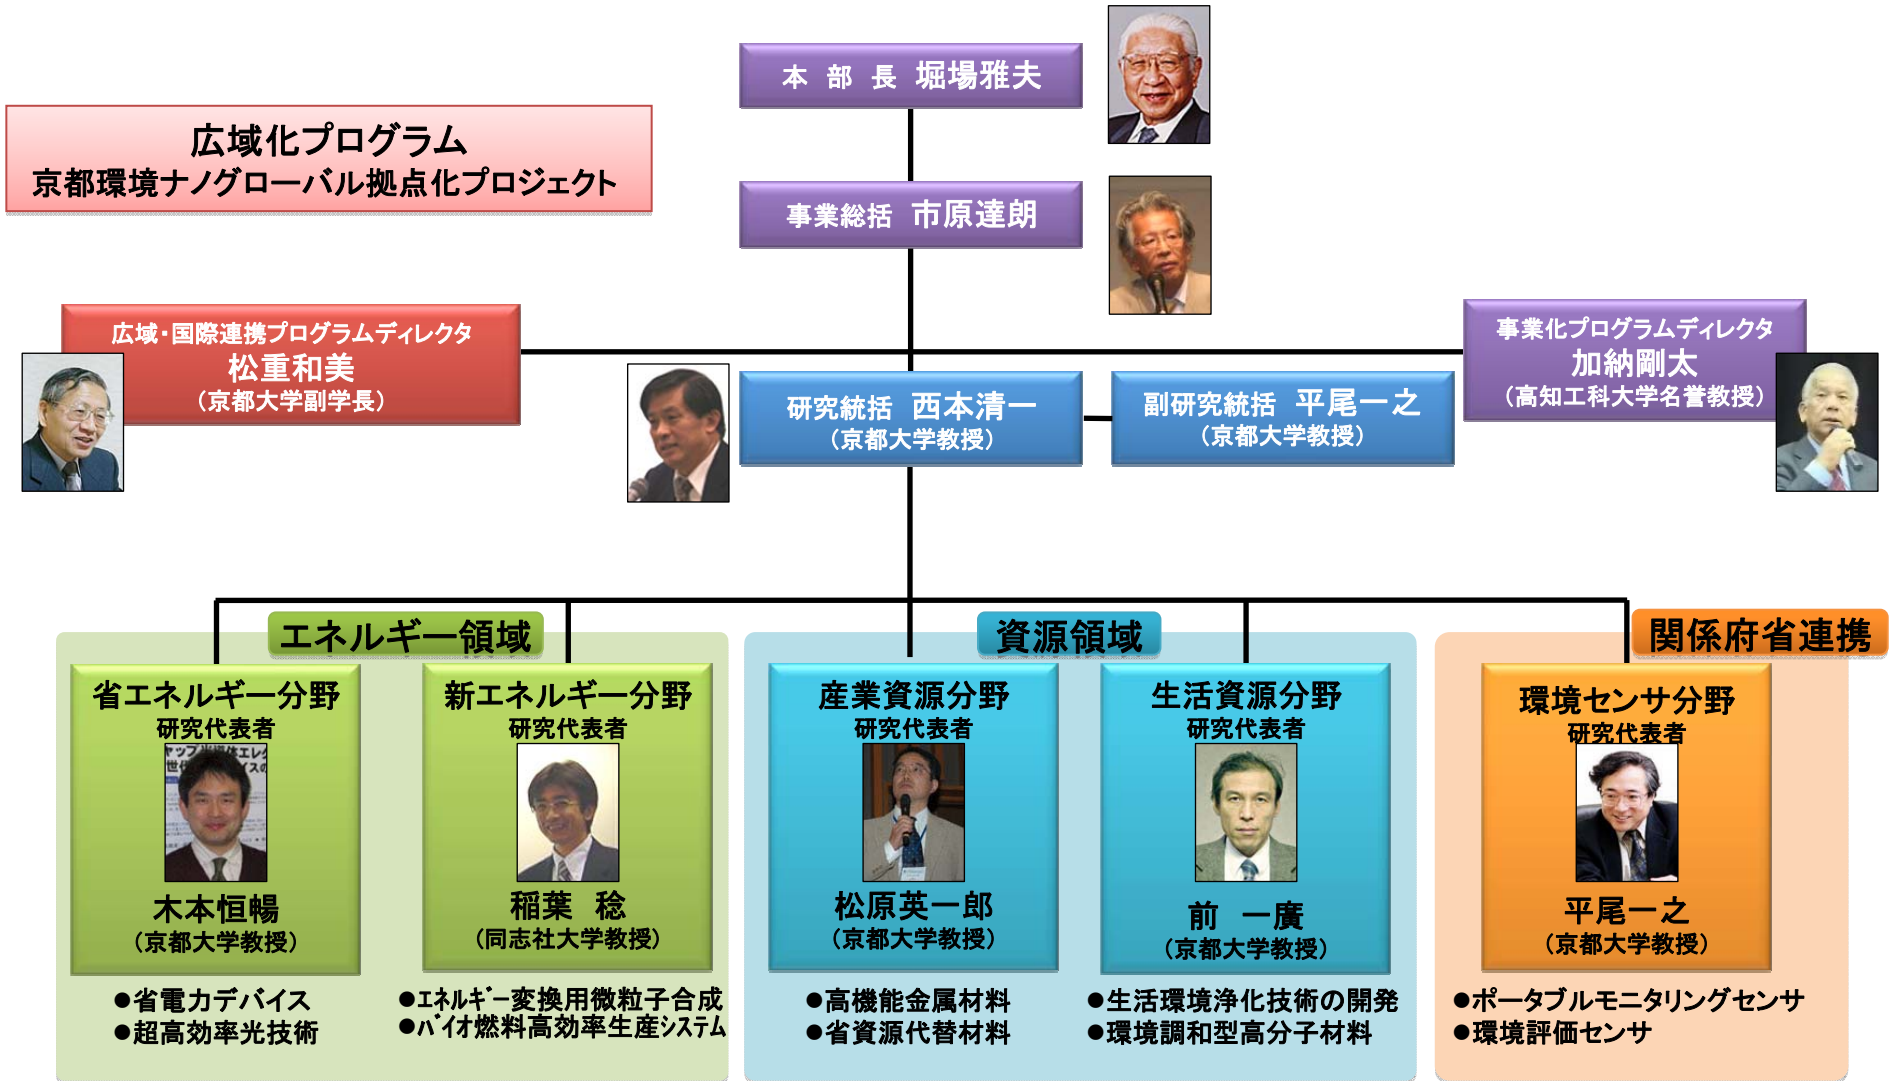 本 部 長 堀場雅夫
広域化プログラム
京都環境ナノグローバル拠点化プロジェクト
事業総括 市原達朗
広域・国際連携プログラムディレクタ
松重和美
（京都大学副学長）
事業化プログラムディレクタ
加納剛太
（高知工科大学名誉教授）
研究統括 西本清一
（京都大学教授）
副研究統括 平尾一之
（京都大学教授）
エネルギー領域
省エネルギー分野
研究代表者
木本恒暢
（京都大学教授）
●省電力デバイス
●超高効率光技術
新エネルギー分野
研究代表者
稲葉 稔
（同志社大学教授）
●ｴﾈﾙｷﾞｰ変換用微粒子合成
●ﾊﾞｲｵ燃料高効率生産ｼｽﾃﾑ
資源領域
産業資源分野
研究代表者
松原英一郎
（京都大学教授）
●高機能金属材料
●省資源代替材料
生活資源分野
研究代表者
前 一廣
（京都大学教授）
●生活環境浄化技術の開発
●環境調和型高分子材料
関係府省連携
環境センサ分野
研究代表者
平尾一之
（京都大学教授）
●ポータブルモニタリングセンサ
●環境評価センサ